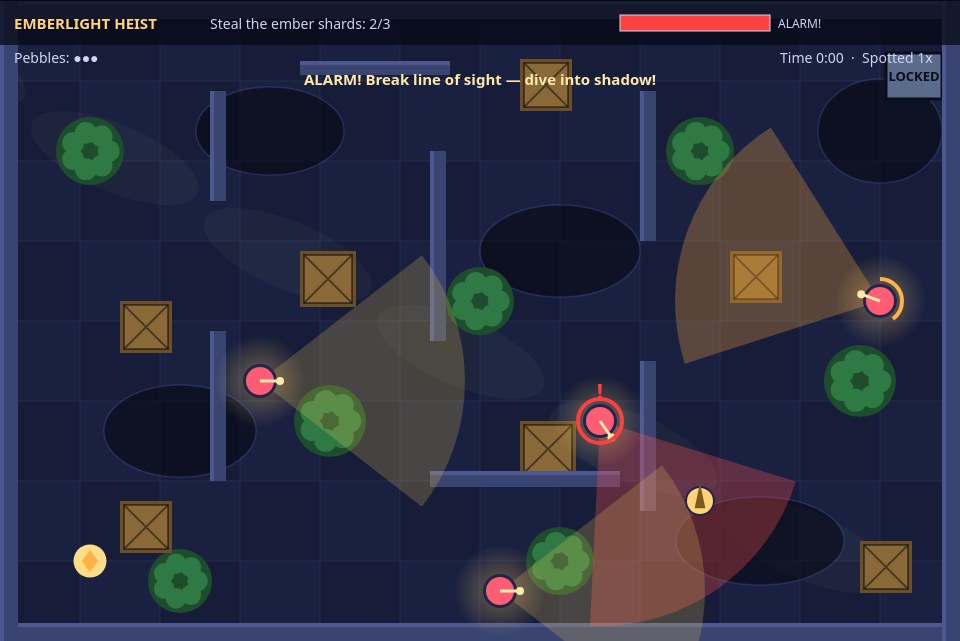 EMBERLIGHT HEIST
Steal the ember shards: 2/3
ALARM!
Pebbles: ●●●
Time 0:00 · Spotted 1x
LOCKED
ALARM! Break line of sight — dive into shadow!